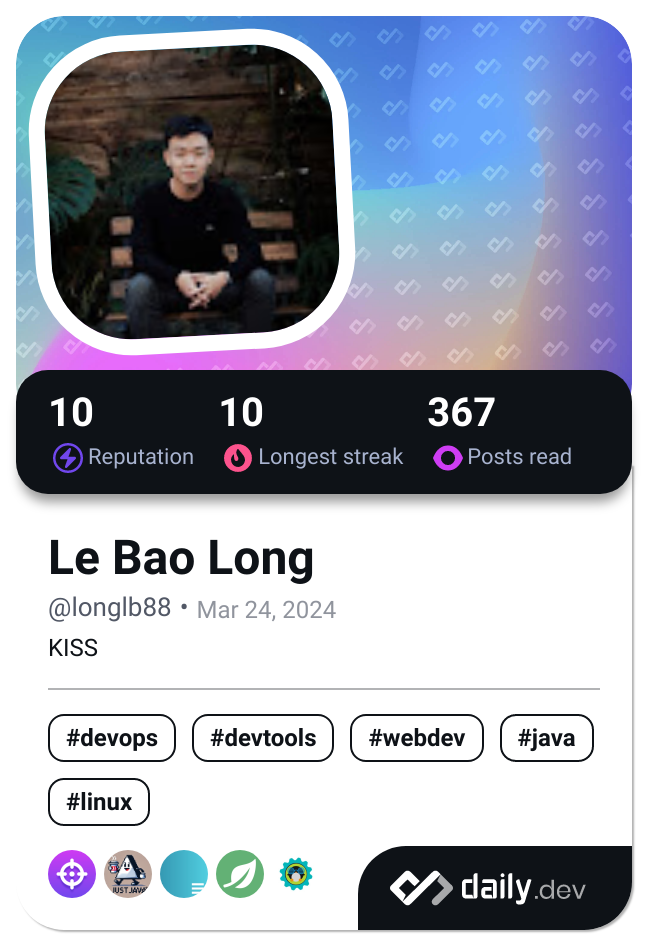 10 10 367
Reputation Longest streak Posts read
Le Bao Long
@longlb88 • Mar 24, 2024
KISS
#devops #devtools #webdev #java
#linux
JUST JAVA
daily.dev